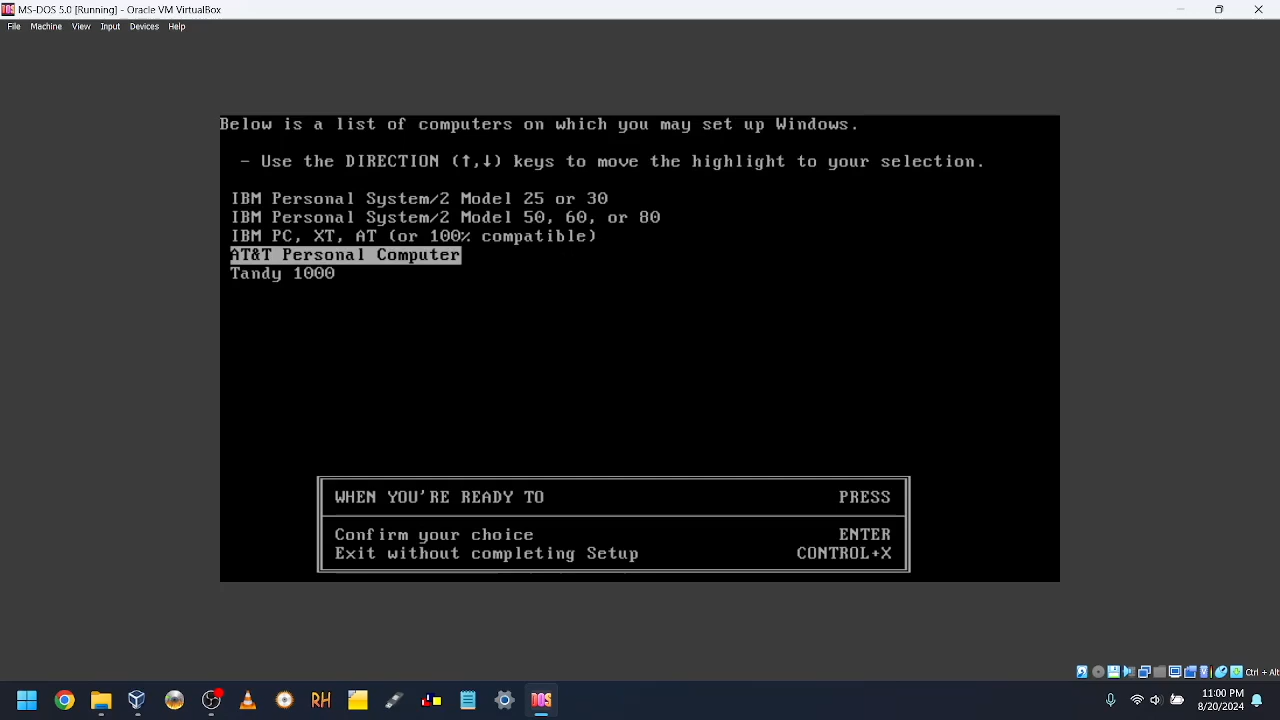 MS-DOS 5.0 [Running] - Oracle VM VirtualBox
File Machine View Input Devices Help
Below is a list of computers on which you may set up Windows.
- Use the DIRECTION (↑,↓) keys to move the highlight to your selection.
IBM Personal System/2 Model 25 or 30
IBM Personal System/2 Model 50, 60, or 80
IBM PC, XT, AT (or 100% compatible)
AT&T Personal Computer
Tandy 1000
WHEN YOU'RE READY TO PRESS
Confirm your choice ENTER
Exit without completing Setup CONTROL+X
Ctrl + Alt
RH
DOS
11:00 PM
8/20/2024